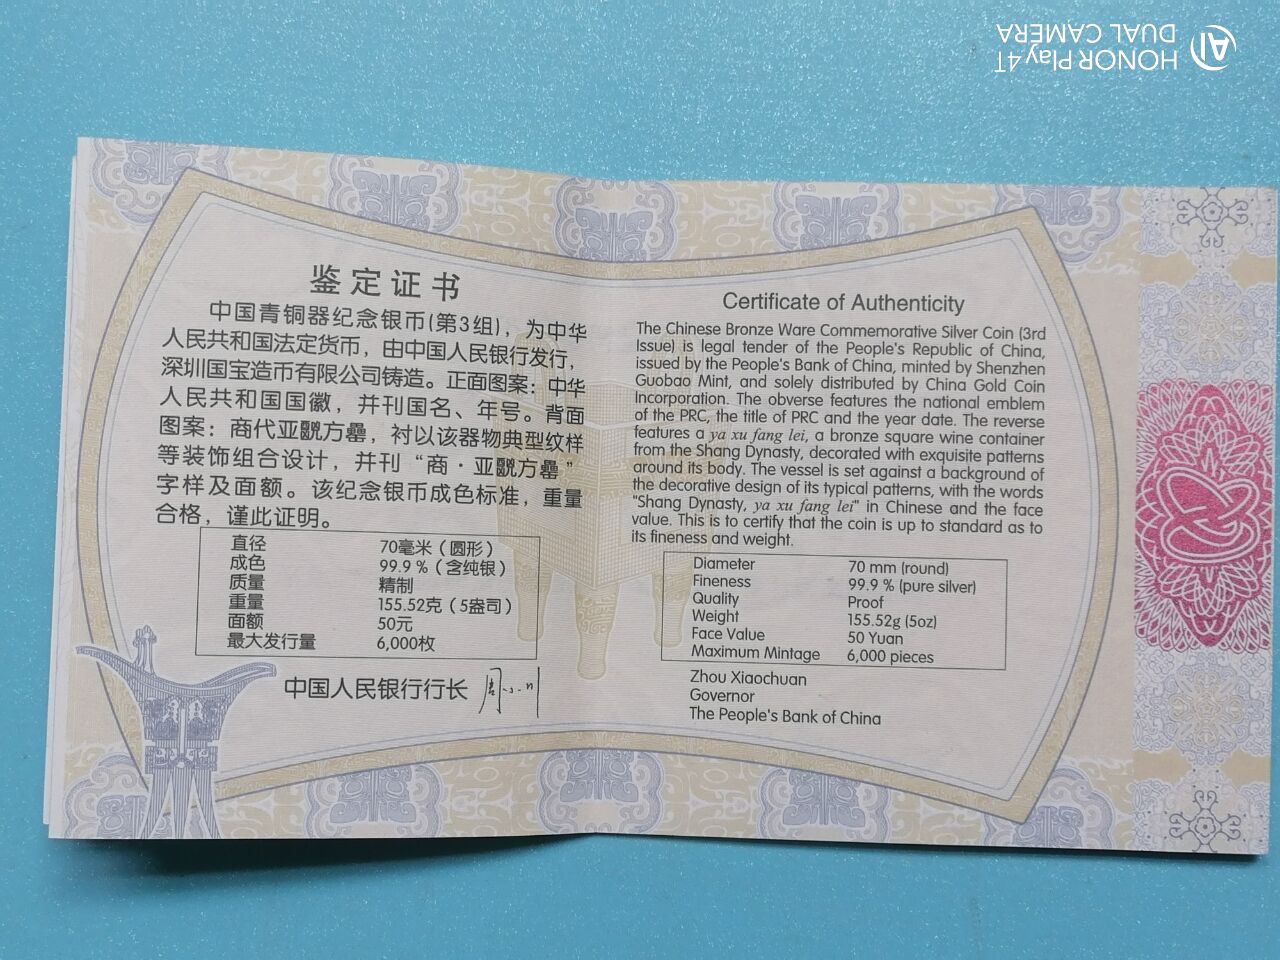 HONOR Play 4T
DUAL CAMERA
鉴定证书
中国青铜器纪念银币(第3组)，为中华
人民共和国法定货币，由中国人民银行发行，
深圳国宝造币有限公司铸造。正面图案：中华
人民共和国国徽，并刊国名、年号。背面
图案：商代亚方罍，衬以该器物典型纹样
等装饰组合设计，并刊“商·亚方罍”
字样及面额。该纪念银币成色标准，重量
合格，谨此证明。
直径 70毫米（圆形）
成色 99.9％（含纯银）
质量 精制
重量 155.52克（5盎司）
面额 50元
最大发行量 6,000枚
中国人民银行行长
Certificate of Authenticity
The Chinese Bronze Ware Commemorative Silver Coin (3rd
Issue) is legal tender of the People's Republic of China,
issued by the People's Bank of China, minted by Shenzhen
Guobao Mint, and solely distributed by China Gold Coin
Incorporation. The obverse features the national emblem
of the PRC, the title of PRC and the year date. The reverse
features a ya xu fang lei, a bronze square wine container
from the Shang Dynasty, decorated with exquisite patterns
around its body. The vessel is set against a background of
the decorative design of its typical patterns, with the words
"Shang Dynasty, ya xu fang lei" in Chinese and the face
value. This is to certify that the coin is up to standard as to
its fineness and weight.
Diameter 70 mm (round)
Fineness 99.9 % (pure silver)
Quality Proof
Weight 155.52g (5oz)
Face Value 50 Yuan
Maximum Mintage 6,000 pieces
Zhou Xiaochuan
Governor
The People's Bank of China